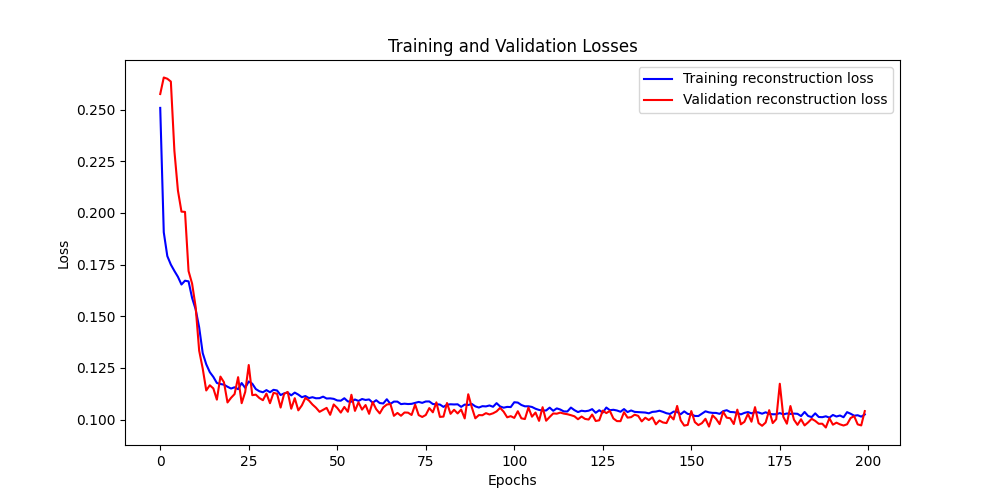 Training and Validation Losses
Training reconstruction loss
Validation reconstruction loss
Loss
0.250
0.225
0.200
0.175
0.150
0.125
0.100
0 25 50 75 100 125 150 175 200
Epochs